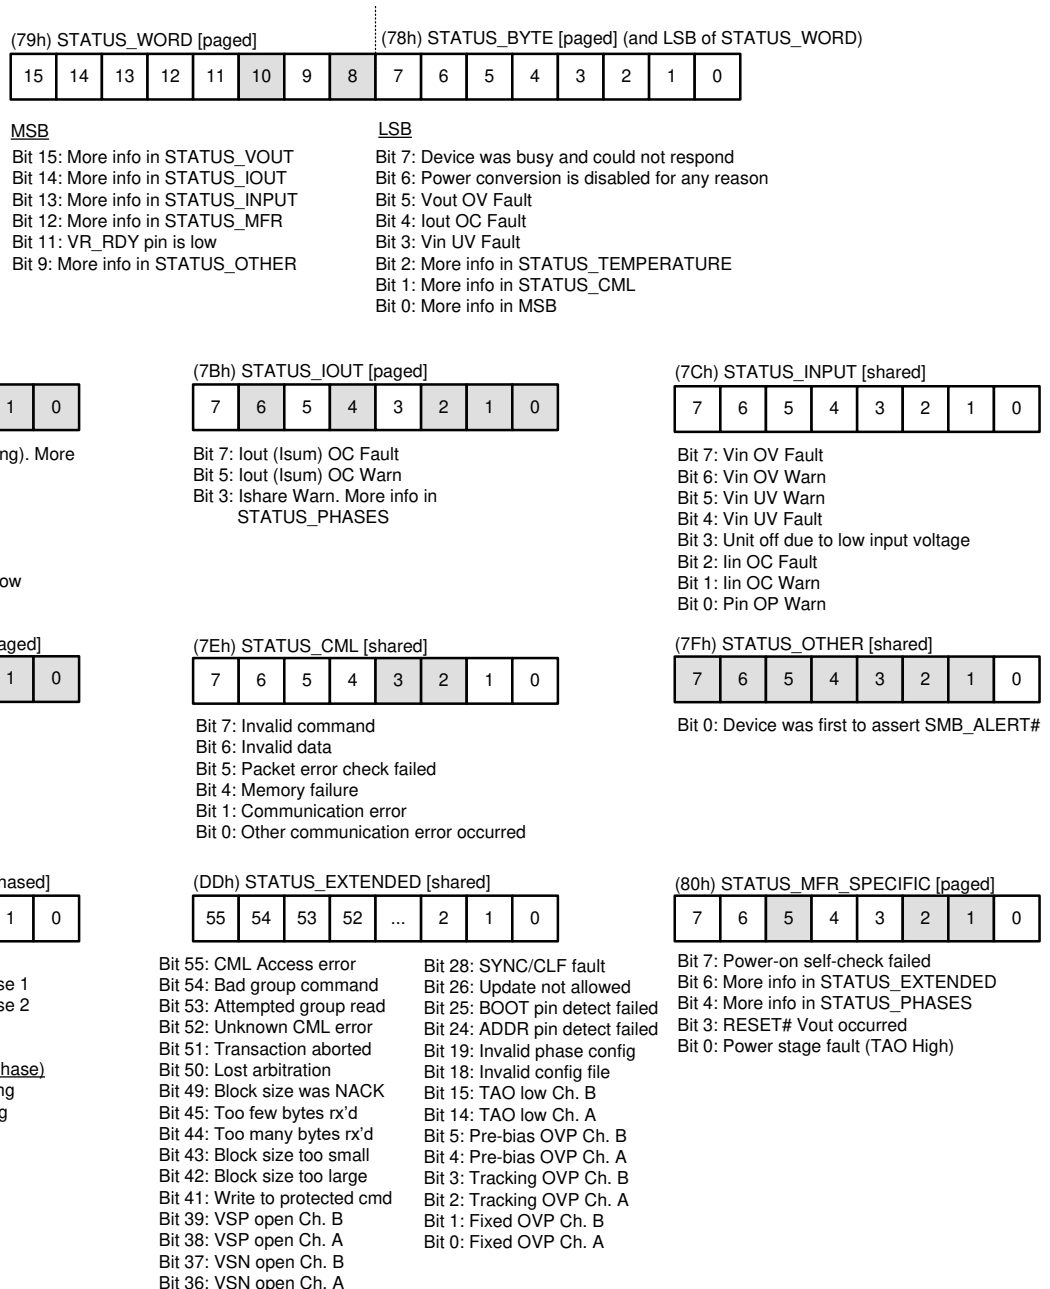 (79h) STATUS_WORD [paged]
(78h) STATUS_BYTE [paged] (and LSB of STATUS_WORD)
15 14 13 12 11 10 9 8 7 6 5 4 3 2 1 0
MSB
Bit 15: More info in STATUS_VOUT
Bit 14: More info in STATUS_IOUT
Bit 13: More info in STATUS_INPUT
Bit 12: More info in STATUS_MFR
Bit 11: VR_RDY pin is low
Bit 9: More info in STATUS_OTHER
LSB
Bit 7: Device was busy and could not respond
Bit 6: Power conversion is disabled for any reason
Bit 5: Vout OV Fault
Bit 4: Iout OC Fault
Bit 3: Vin UV Fault
Bit 2: More info in STATUS_TEMPERATURE
Bit 1: More info in STATUS_CML
Bit 0: More info in MSB
1 0
ng). More
ow
(7Bh) STATUS_IOUT [paged]
7 6 5 4 3 2 1 0
Bit 7: Iout (Isum) OC Fault
Bit 5: Iout (Isum) OC Warn
Bit 3: Ishare Warn. More info in
STATUS_PHASES
(7Ch) STATUS_INPUT [shared]
7 6 5 4 3 2 1 0
Bit 7: Vin OV Fault
Bit 6: Vin OV Warn
Bit 5: Vin UV Warn
Bit 4: Vin UV Fault
Bit 3: Unit off due to low input voltage
Bit 2: Iin OC Fault
Bit 1: Iin OC Warn
Bit 0: Pin OP Warn
aged]
1 0
(7Eh) STATUS_CML [shared]
7 6 5 4 3 2 1 0
Bit 7: Invalid command
Bit 6: Invalid data
Bit 5: Packet error check failed
Bit 4: Memory failure
Bit 1: Communication error
Bit 0: Other communication error occurred
(7Fh) STATUS_OTHER [shared]
7 6 5 4 3 2 1 0
Bit 0: Device was first to assert SMB_ALERT#
hased]
1 0
se 1
se 2
hase)
ng
g
(DDh) STATUS_EXTENDED [shared]
55 54 53 52 ... 2 1 0
Bit 55: CML Access error
Bit 54: Bad group command
Bit 53: Attempted group read
Bit 52: Unknown CML error
Bit 51: Transaction aborted
Bit 50: Lost arbitration
Bit 49: Block size was NACK
Bit 45: Too few bytes rx'd
Bit 44: Too many bytes rx'd
Bit 43: Block size too small
Bit 42: Block size too large
Bit 41: Write to protected cmd
Bit 39: VSP open Ch. B
Bit 38: VSP open Ch. A
Bit 37: VSN open Ch. B
Bit 36: VSN open Ch. A
Bit 28: SYNC/CLF fault
Bit 26: Update not allowed
Bit 25: BOOT pin detect failed
Bit 24: ADDR pin detect failed
Bit 19: Invalid phase config
Bit 18: Invalid config file
Bit 15: TAO low Ch. B
Bit 14: TAO low Ch. A
Bit 5: Pre-bias OVP Ch. B
Bit 4: Pre-bias OVP Ch. A
Bit 3: Tracking OVP Ch. B
Bit 2: Tracking OVP Ch. A
Bit 1: Fixed OVP Ch. B
Bit 0: Fixed OVP Ch. A
(80h) STATUS_MFR_SPECIFIC [paged]
7 6 5 4 3 2 1 0
Bit 7: Power-on self-check failed
Bit 6: More info in STATUS_EXTENDED
Bit 4: More info in STATUS_PHASES
Bit 3: RESET# Vout occurred
Bit 0: Power stage fault (TAO High)